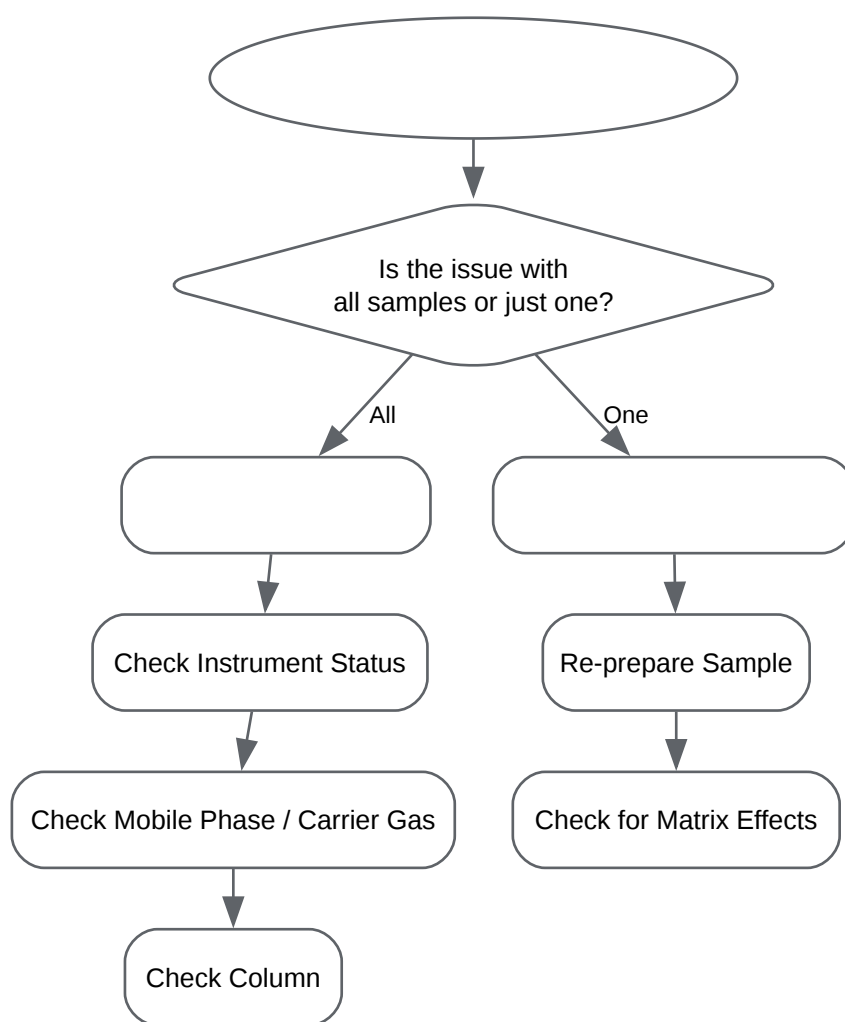 Is the issue with
all samples or just one?
All
One
Check Instrument Status
Re-prepare Sample
Check Mobile Phase / Carrier Gas
Check for Matrix Effects
Check Column